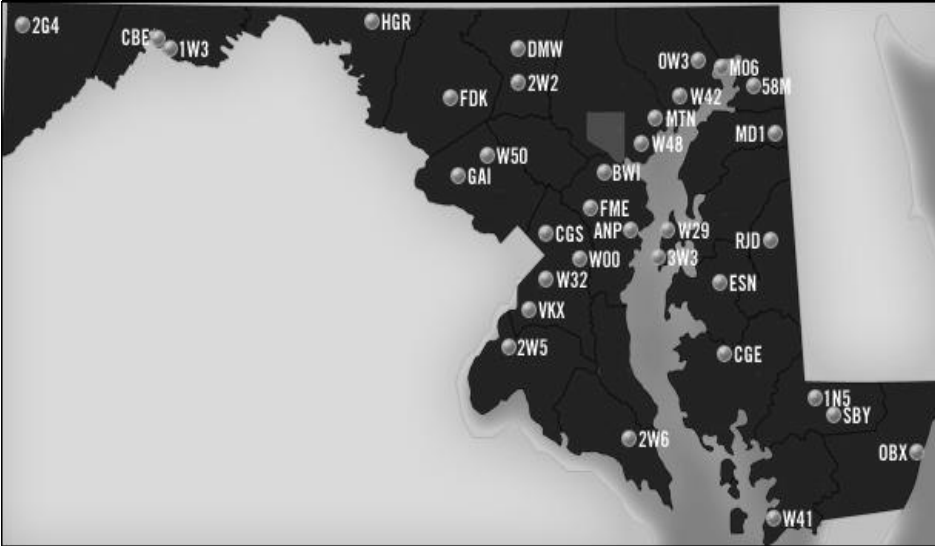 2G4
HGR
CBE
1W3
DMW
0W3
M06
2W2
58M
FDK
W42
MTN
MD1
W48
W50
GAI
BWI
FME
ANP
W29
CGS
RJD
W00
3W3
W32
ESN
VKX
2W5
CGE
1N5
SBY
2W6
OBX
W41